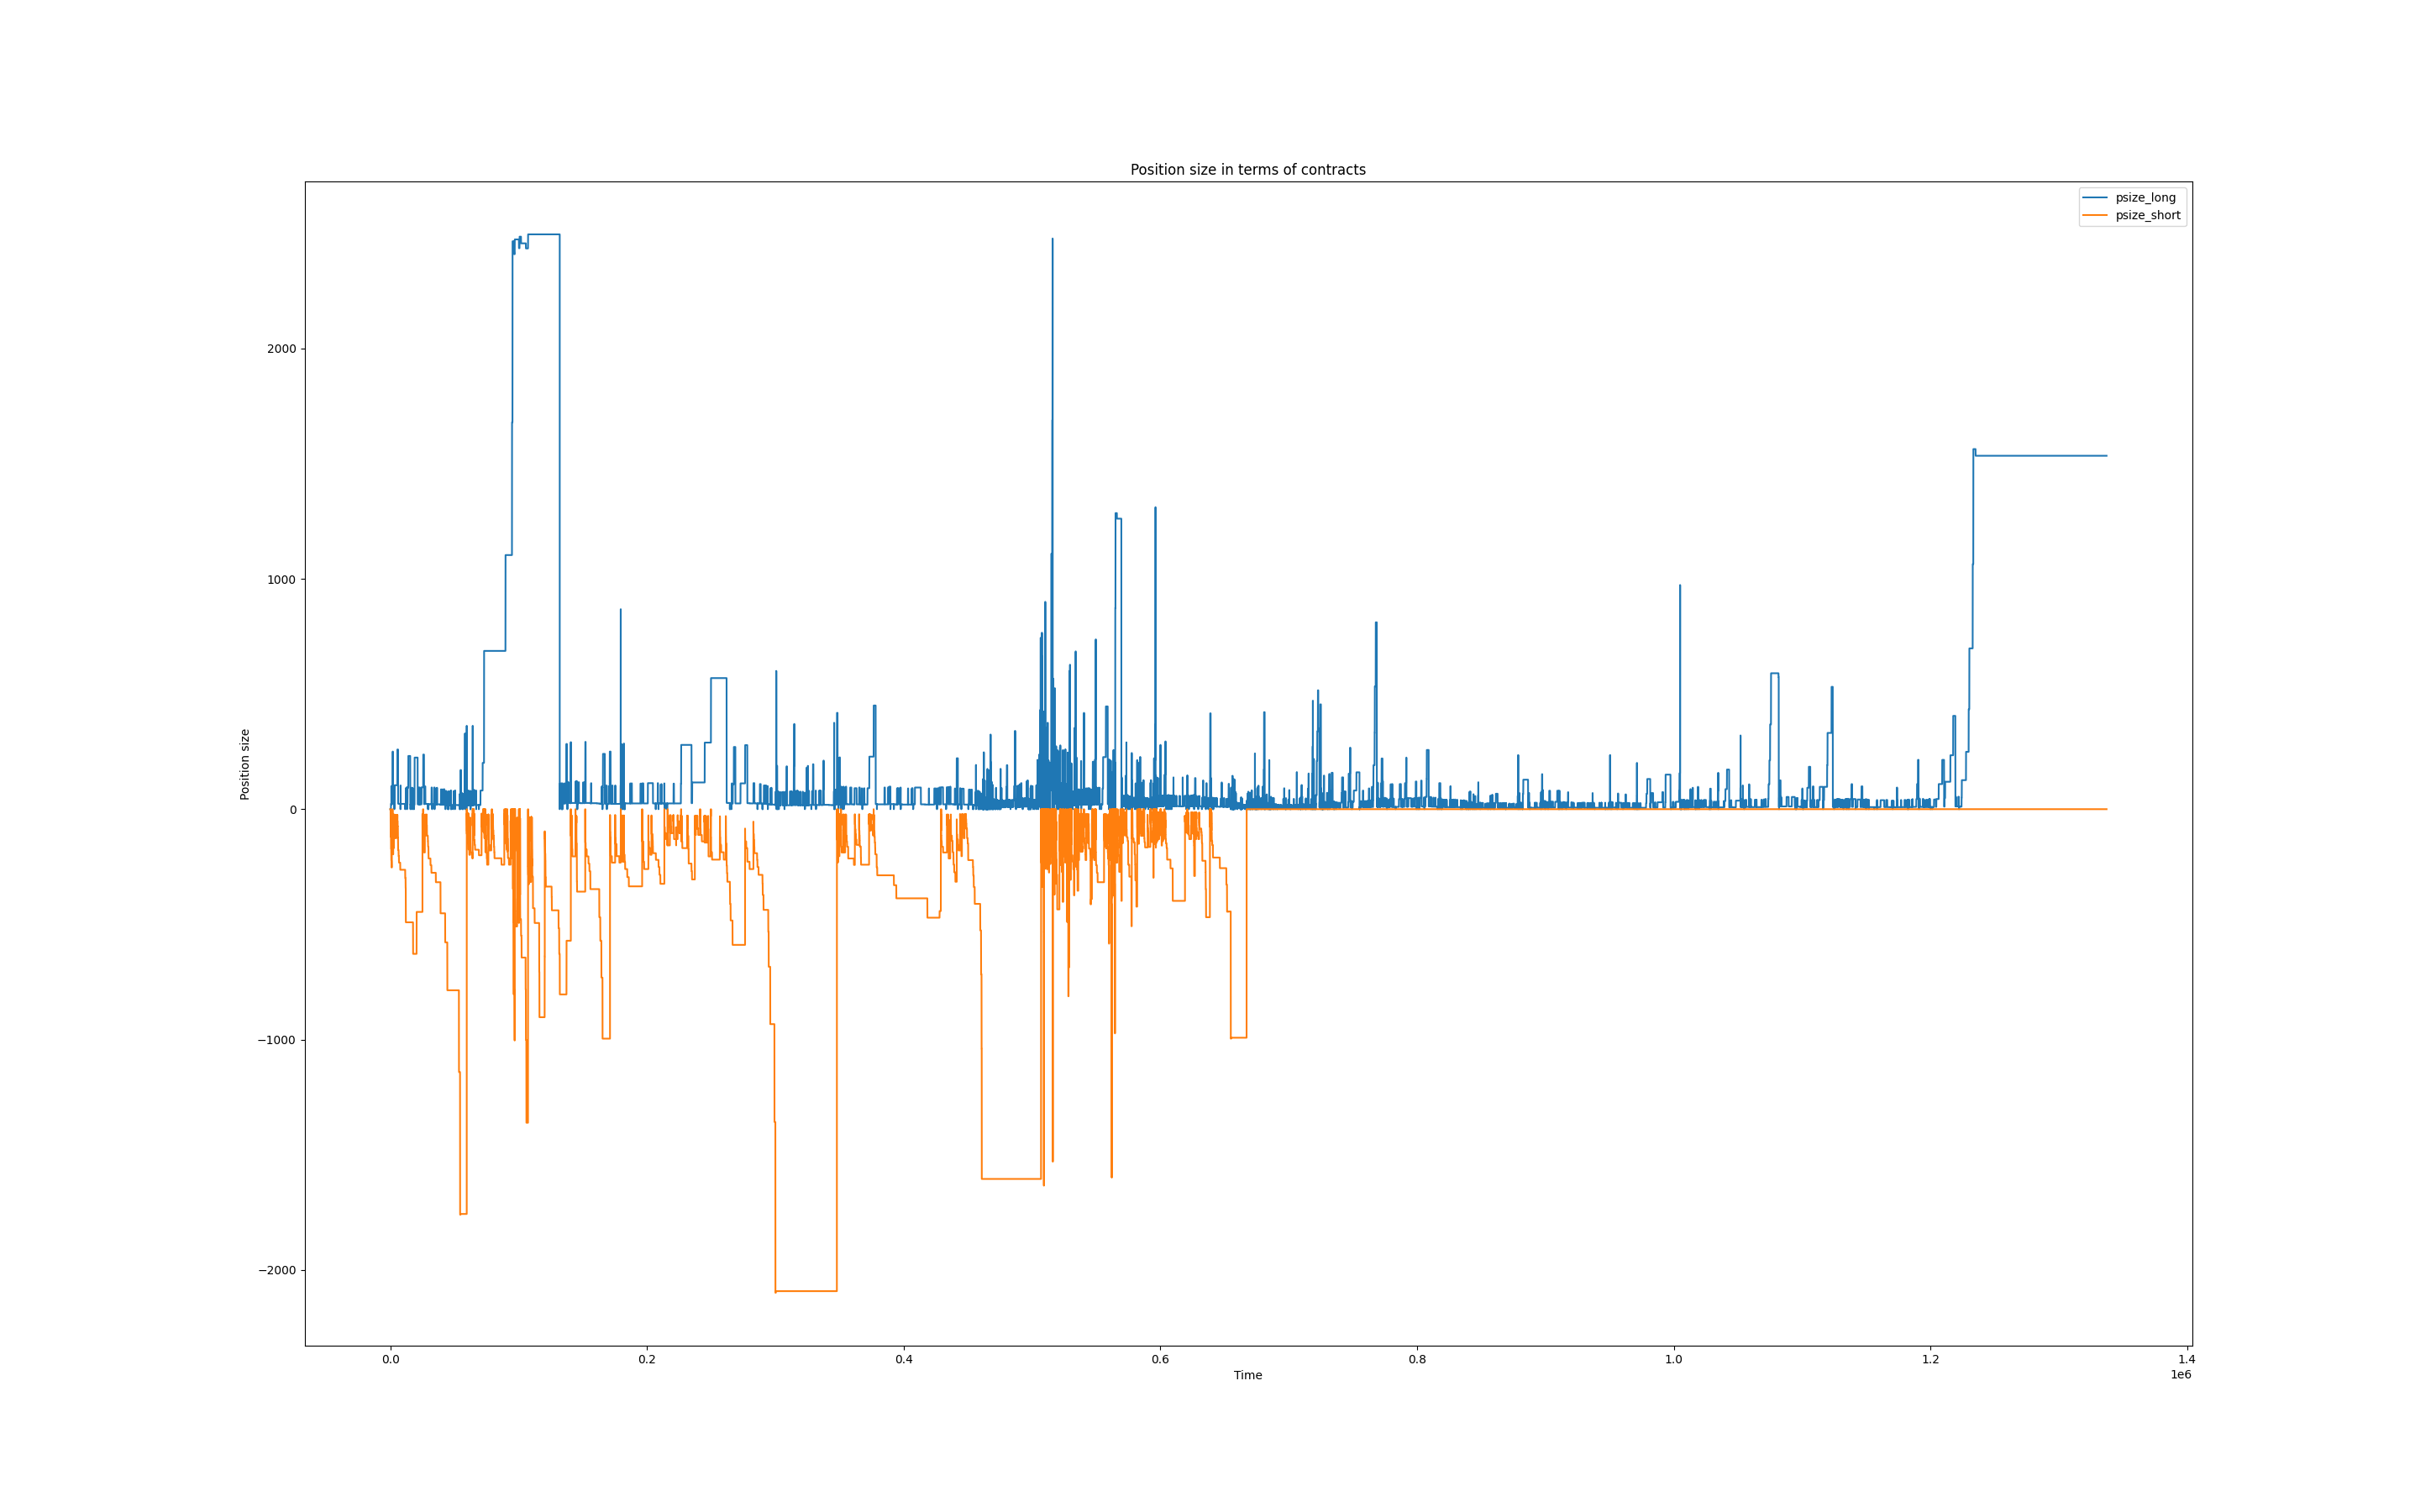 Position size in terms of contracts
psize_long
psize_short
Position size
2000
1000
0
−1000
−2000
0.0
0.2
0.4
0.6
0.8
1.0
1.2
1.4
Time
1e6